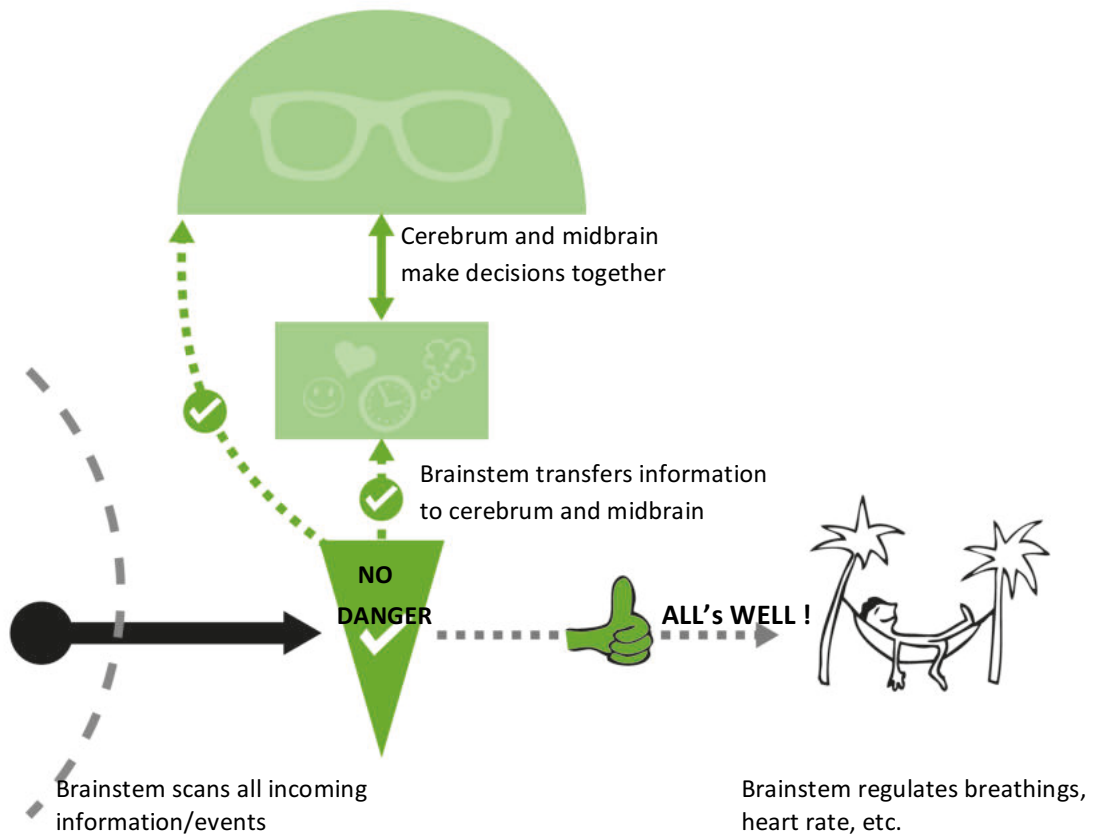 Cerebrum and midbrain
make decisions together
Brainstem transfers information
to cerebrum and midbrain
NO
DANGER
ALL's WELL !
Brainstem scans all incoming
information/events
Brainstem regulates breathings,
heart rate, etc.